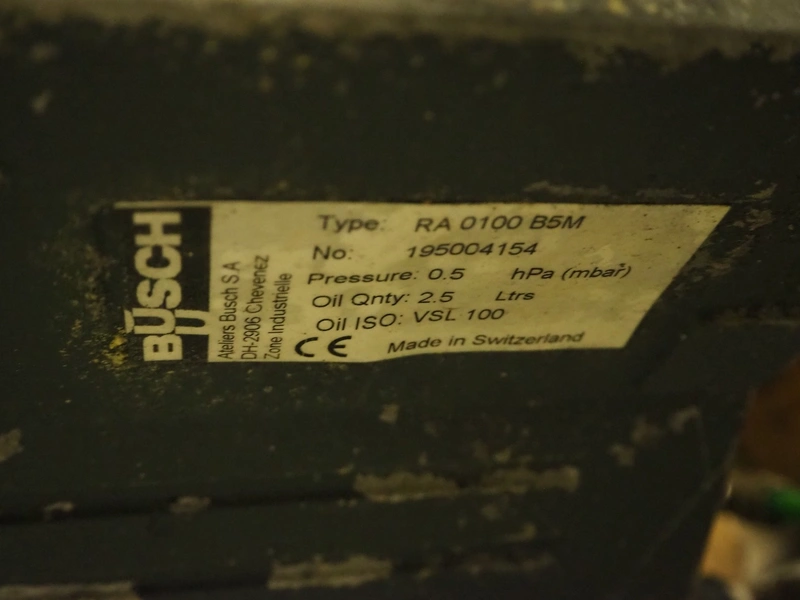 BUSCH
Ateliers Busch S A
DH-2906 Chevenez
Zone Industrielle
Type: RA 0100 B5M
No: 195004154
Pressure: 0.5 hPa (mbar)
Oil Qnty: 2.5 Ltrs
Oil ISO: VSL 100
CE Made in Switzerland